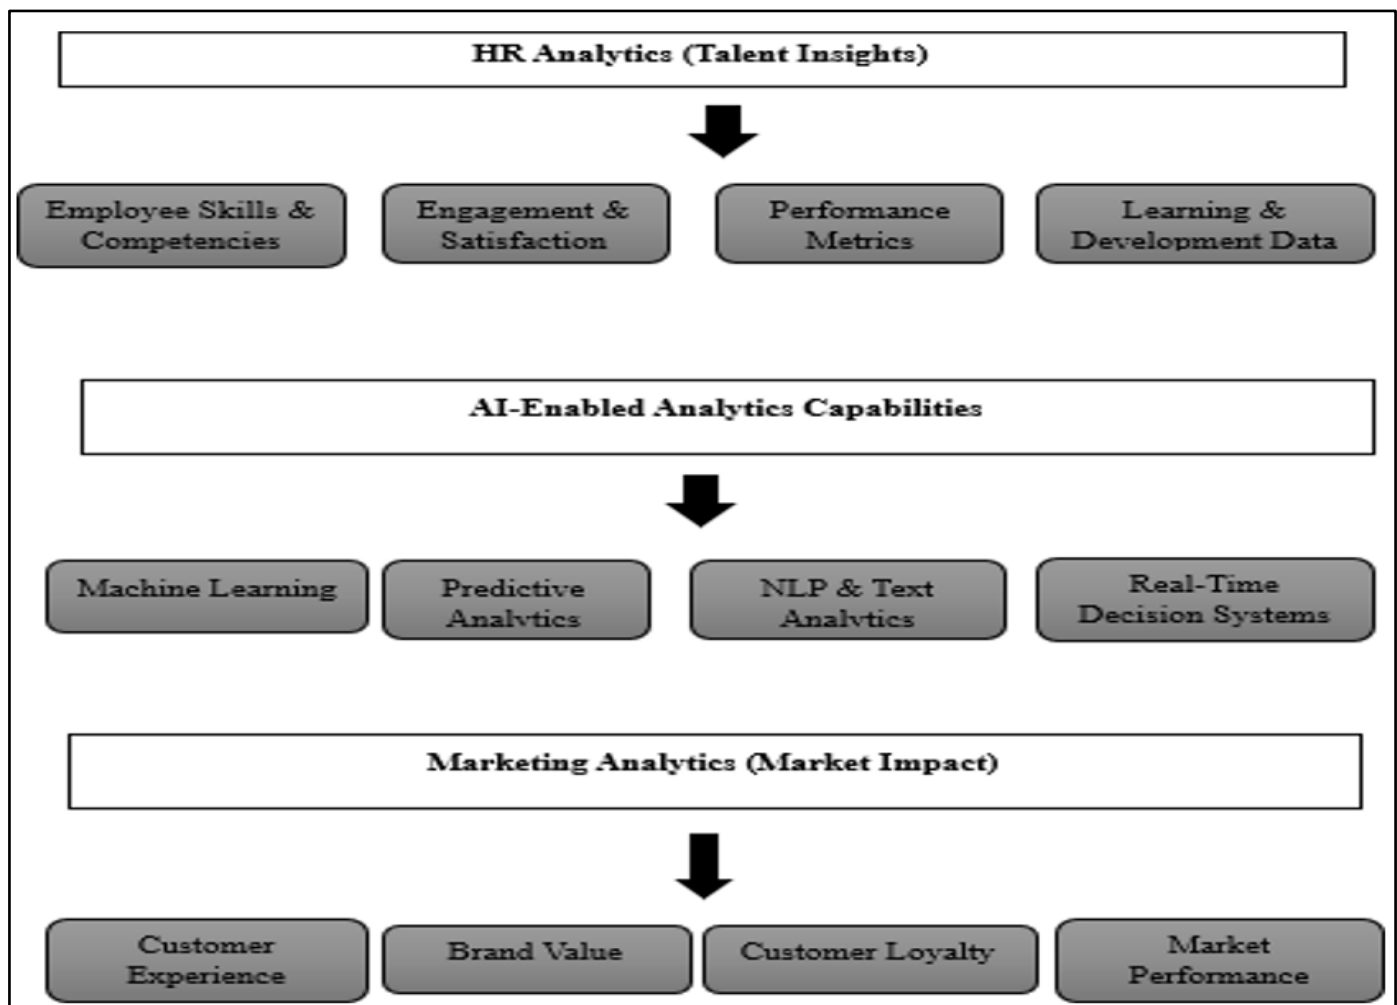 HR Analytics (Talent Insights)
Employee Skills &
Competencies
Engagement &
Satisfaction
Performance
Metrics
Learning &
Development Data
AI-Enabled Analytics Capabilities
Machine Learning
Predictive
Analytics
NLP & Text
Analytics
Real-Time
Decision Systems
Marketing Analytics (Market Impact)
Customer
Experience
Brand Value
Customer Loyalty
Market
Performance